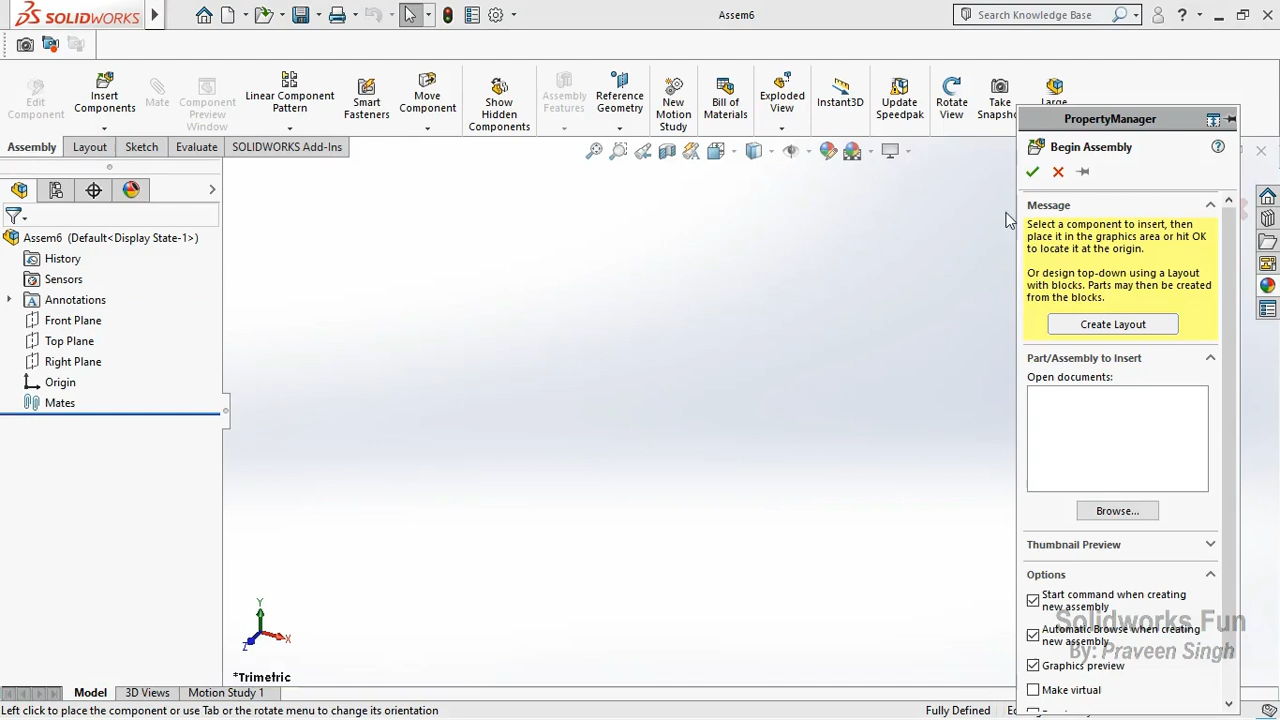 SOLIDWORKS
Assem6
Search Knowledge Base
?
Edit
Component
Insert
Components
Mate
Component
Preview
Window
Linear Component
Pattern
Smart
Fasteners
Move
Component
Show
Hidden
Components
Assembly
Features
Reference
Geometry
New
Motion
Study
Bill of
Materials
Exploded
View
Instant3D
Update
Speedpak
Rotate
View
Take
Snapshot
Large
Assembly
Layout
Sketch
Evaluate
SOLIDWORKS Add-Ins
Assem6 (Default<Display State-1>)
History
Sensors
Annotations
Front Plane
Top Plane
Right Plane
Origin
Mates
Y
X
Z
*Trimetric
PropertyManager
Begin Assembly
?
Message
Select a component to insert, then
place it in the graphics area or hit OK
to locate it at the origin.
Or design top-down using a Layout
with blocks. Parts may then be created
from the blocks.
Create Layout
Part/Assembly to Insert
Open documents:
Browse...
Thumbnail Preview
Options
Start command when creating
new assembly
Automatic Browse when creating
new assembly
Graphics preview
Make virtual
Solidworks Fun
By: Praveen Singh
Model
3D Views
Motion Study 1
Left click to place the component or use Tab or the rotate menu to change its orientation
Fully Defined